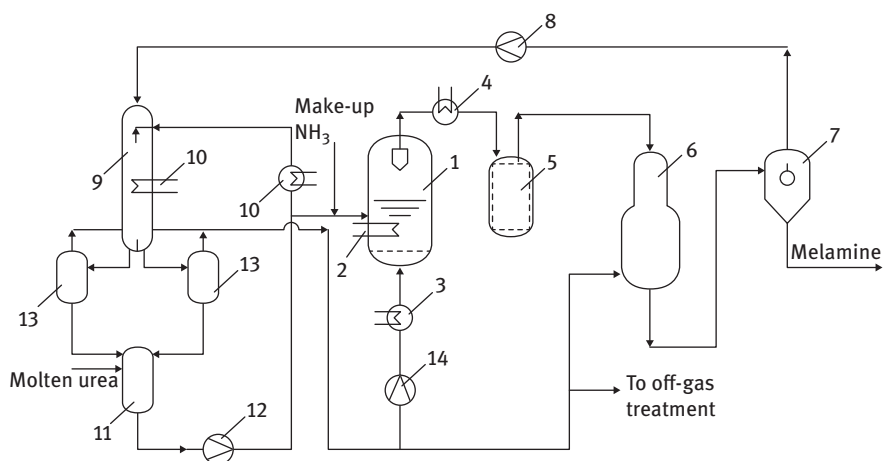 8
4
Make-up
NH3
9
10
10
1
5
6
7
2
13
13
3
Melamine
14
Molten urea
11
12
To off-gas
treatment